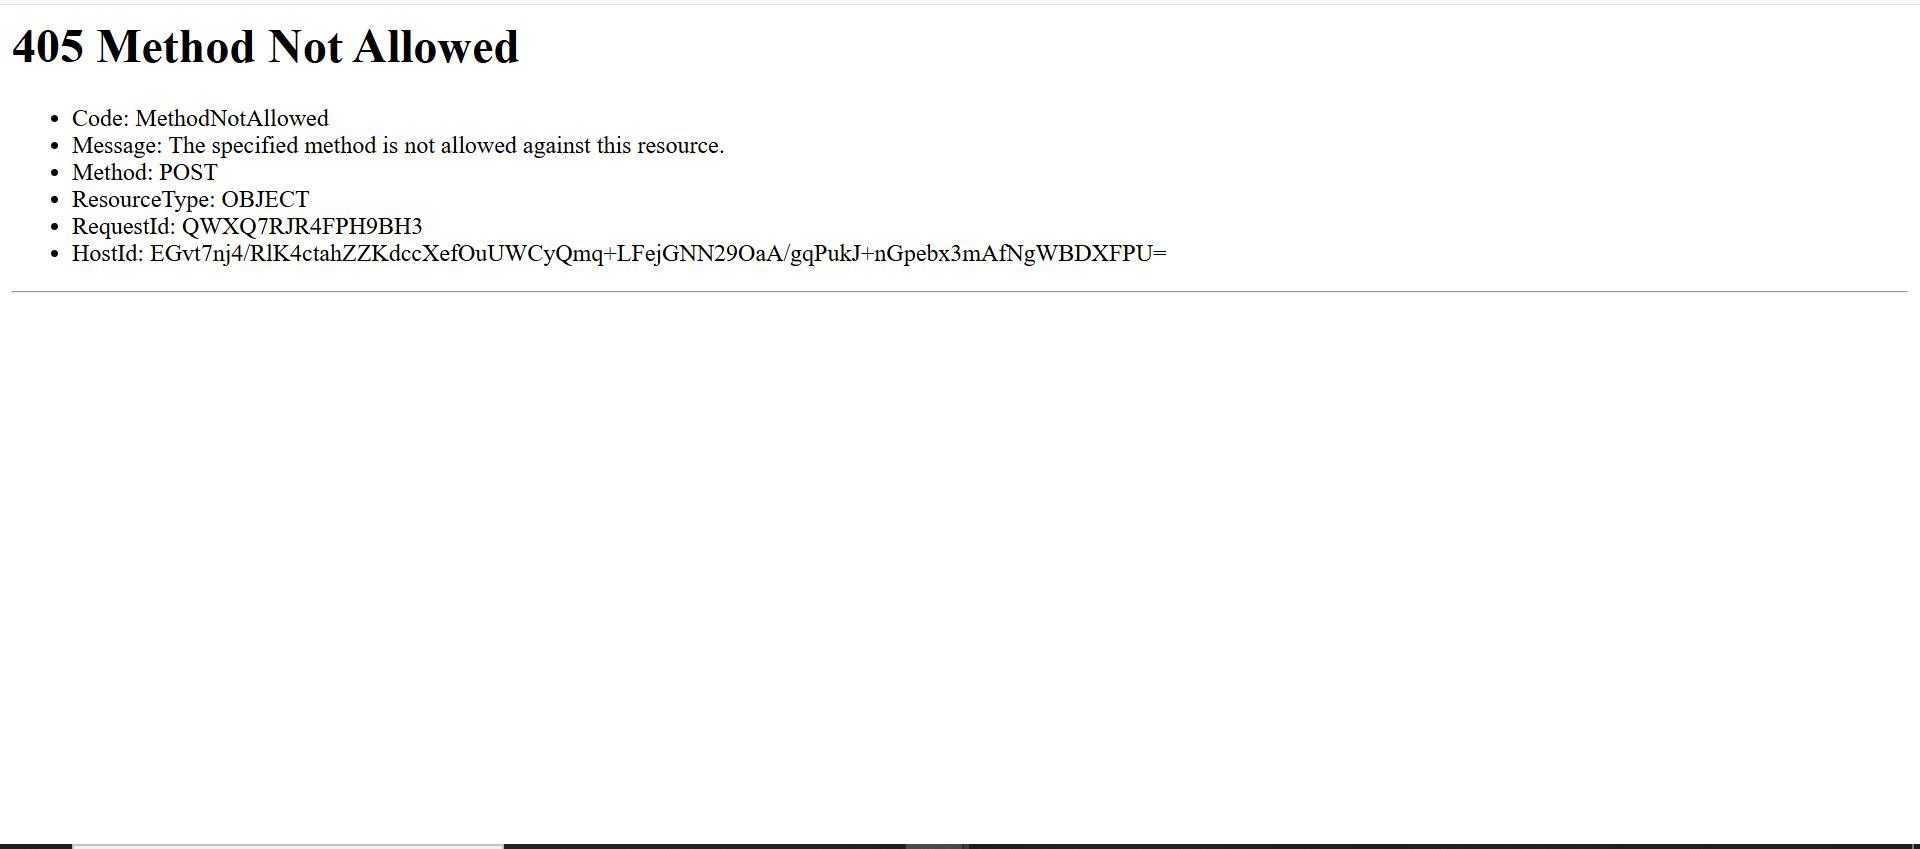 405 Method Not Allowed
Code: MethodNotAllowed
Message: The specified method is not allowed against this resource.
Method: POST
ResourceType: OBJECT
RequestId: QWXQ7RJR4FPH9BH3
HostId: EGvt7nj4/RlK4ctahZZKdccXefOuUWCyQmq+LFejGNN29OaA/gqPukJ+nGpebx3mAfNgWBDXFPU=